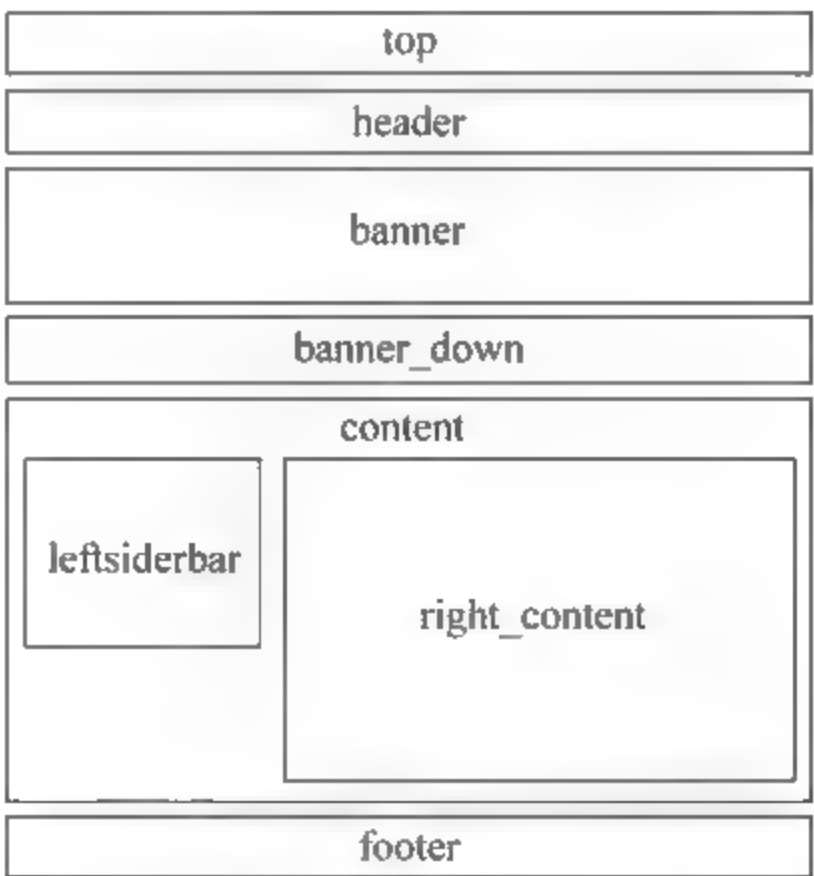 top
header
banner
banner_down
content
leftsiderbar
right_content
footer